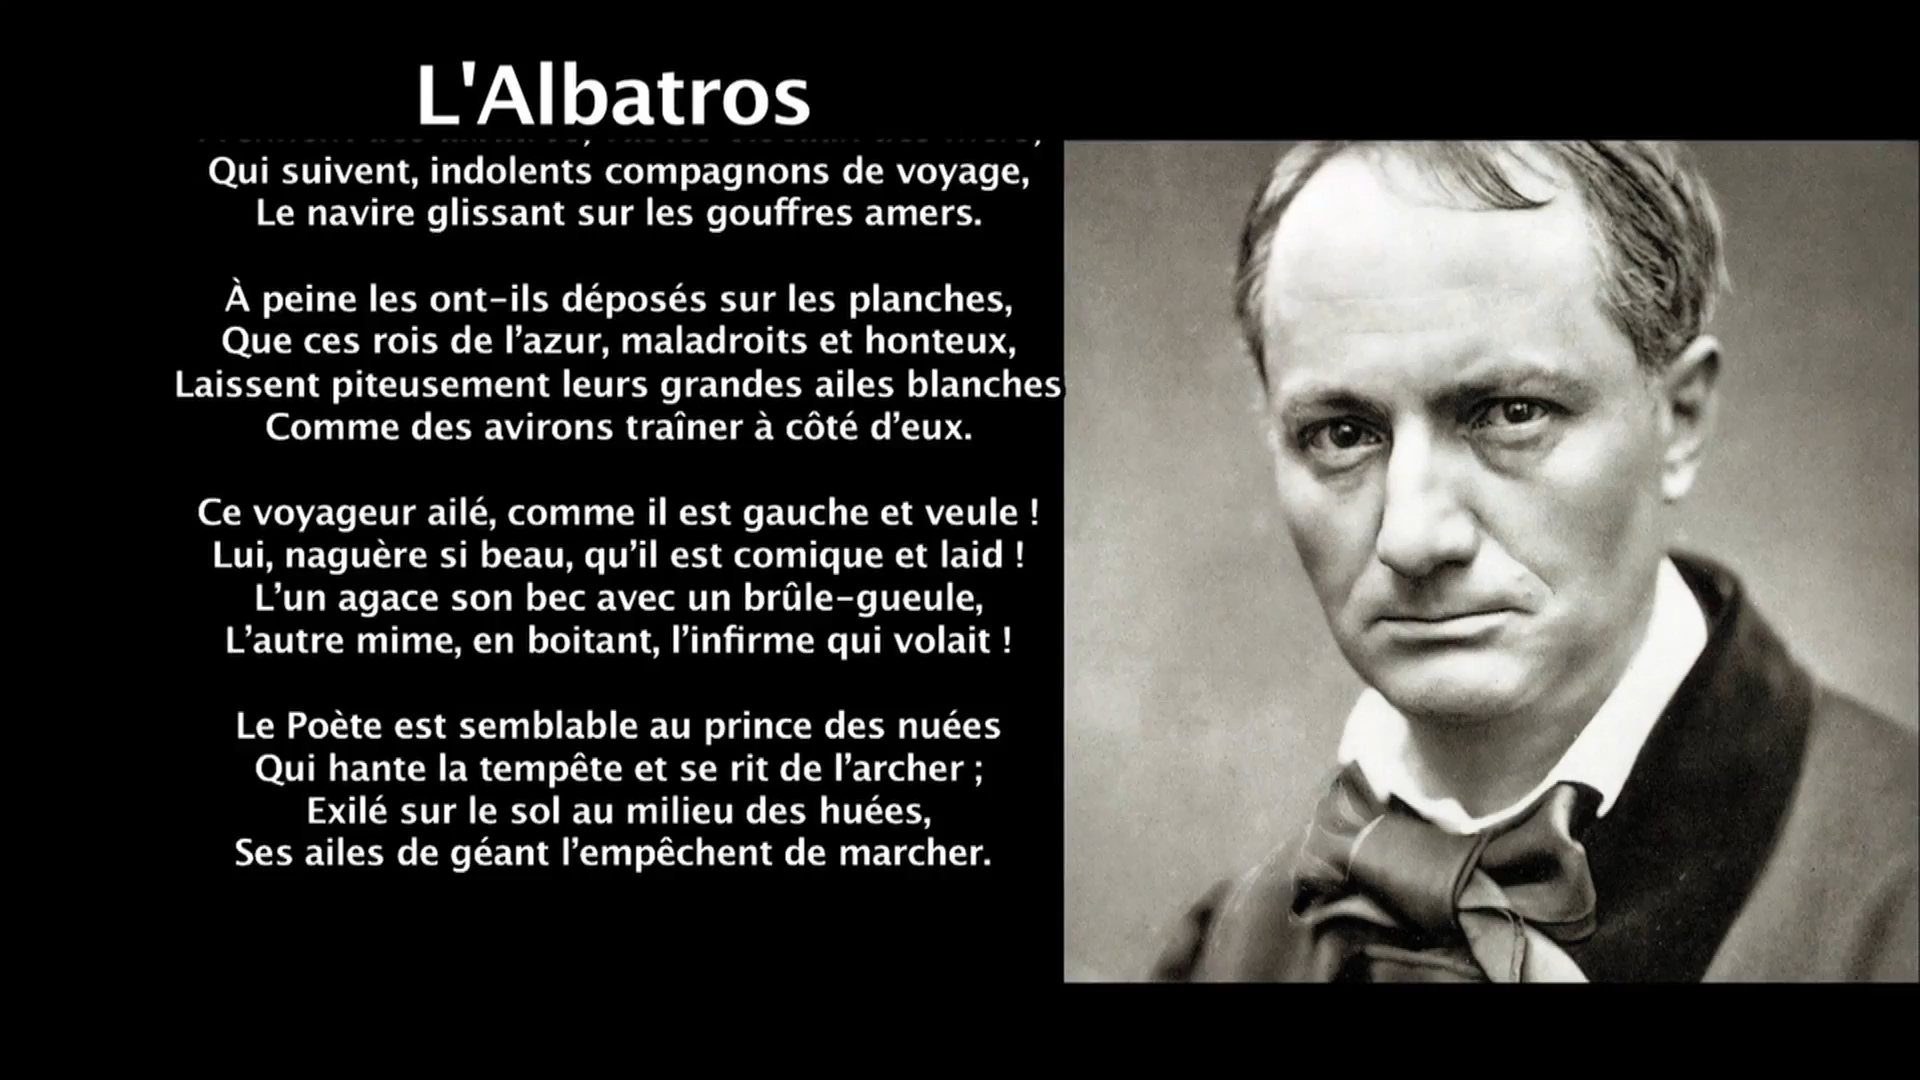 L'Albatros
Qui suivent, indolents compagnons de voyage,
Le navire glissant sur les gouffres amers.
À peine les ont-ils déposés sur les planches,
Que ces rois de l’azur, maladroits et honteux,
Laissent piteusement leurs grandes ailes blanches
Comme des avirons traîner à côté d’eux.
Ce voyageur ailé, comme il est gauche et veule !
Lui, naguère si beau, qu’il est comique et laid !
L’un agace son bec avec un brûle-gueule,
L’autre mime, en boitant, l’infirme qui volait !
Le Poète est semblable au prince des nuées
Qui hante la tempête et se rit de l’archer ;
Exilé sur le sol au milieu des huées,
Ses ailes de géant l’empêchent de marcher.